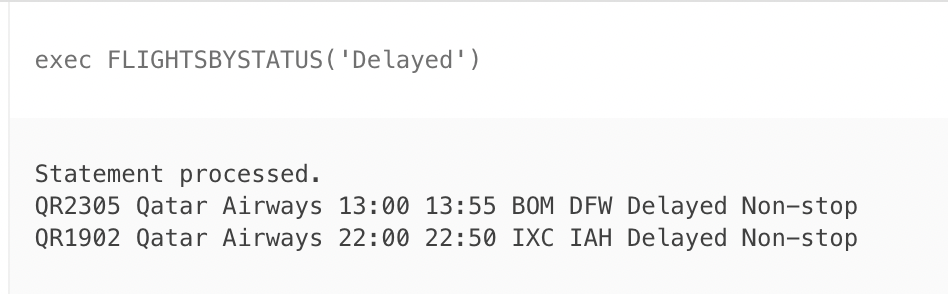 exec FLIGHTSBYSTATUS('Delayed')
Statement processed.
QR2305 Qatar Airways 13:00 13:55 BOM DFW Delayed Non-stop
QR1902 Qatar Airways 22:00 22:50 IXC IAH Delayed Non-stop